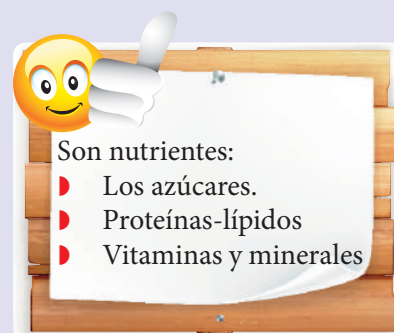 Son nutrientes:
◗ Los azúcares.
◗ Proteínas-lípidos
◗ Vitaminas y minerales